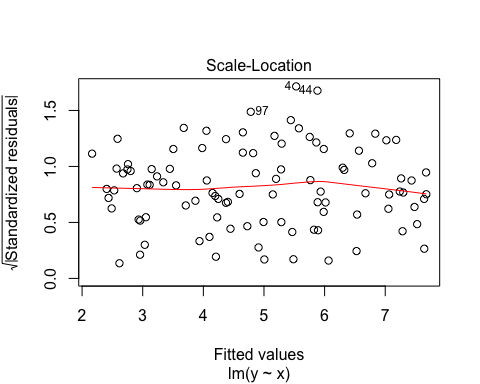 Scale-Location
√|Standardized residuals|
0.0 0.5 1.0 1.5
4 44
97
2 3 4 5 6 7
Fitted values
lm(y ~ x)